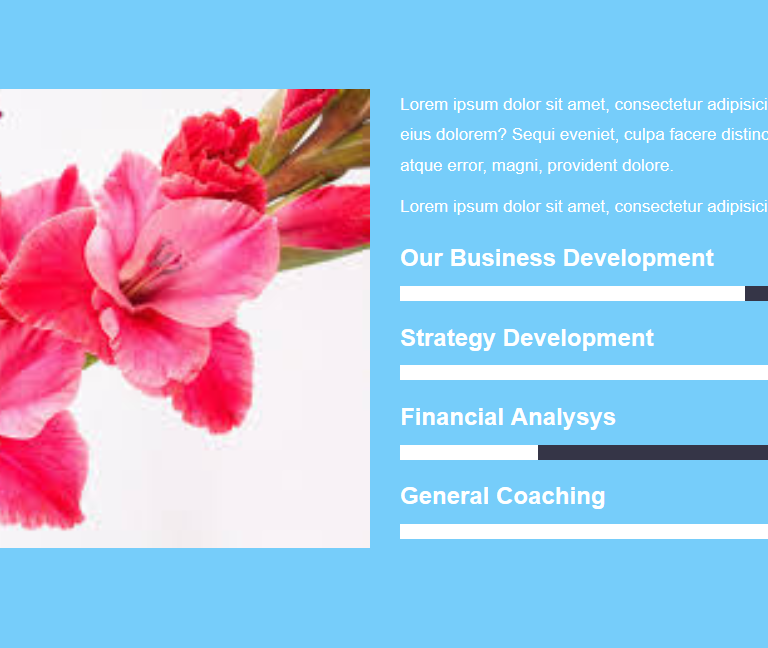 Lorem ipsum dolor sit amet, consectetur adipisici
eius dolorem? Sequi eveniet, culpa facere distinc
atque error, magni, provident dolore.
Lorem ipsum dolor sit amet, consectetur adipisici
Our Business Development
Strategy Development
Financial Analysys
General Coaching